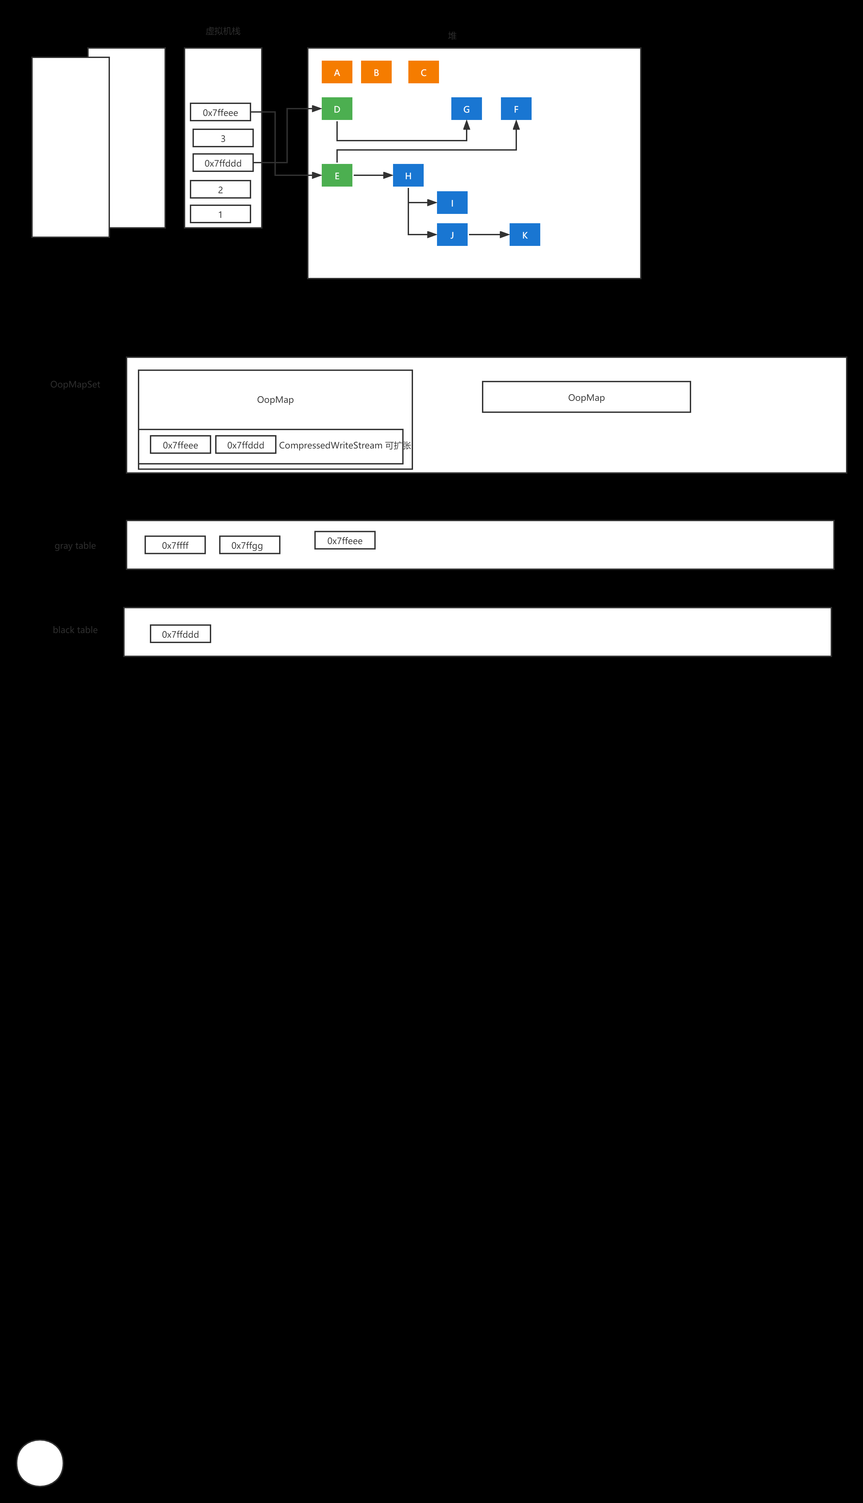 虚拟机栈
堆
A
B
C
0x7ffeee
D
G
F
3
0x7ffddd
E
H
2
I
1
J
K
OopMapSet
OopMap
OopMap
0x7ffeee
0x7ffddd
CompressedWriteStream 可扩张
gray table
0x7ffff
0x7ffgg
0x7ffeee
black table
0x7ffddd